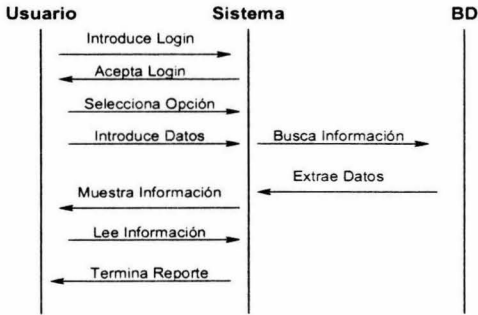 Usuario Sistema BD
Introduce Login
Acepta Login
Selecciona Opción
Introduce Datos Busca Información
Extrae Datos
Muestra Información
Lee Información
Termina Reporte